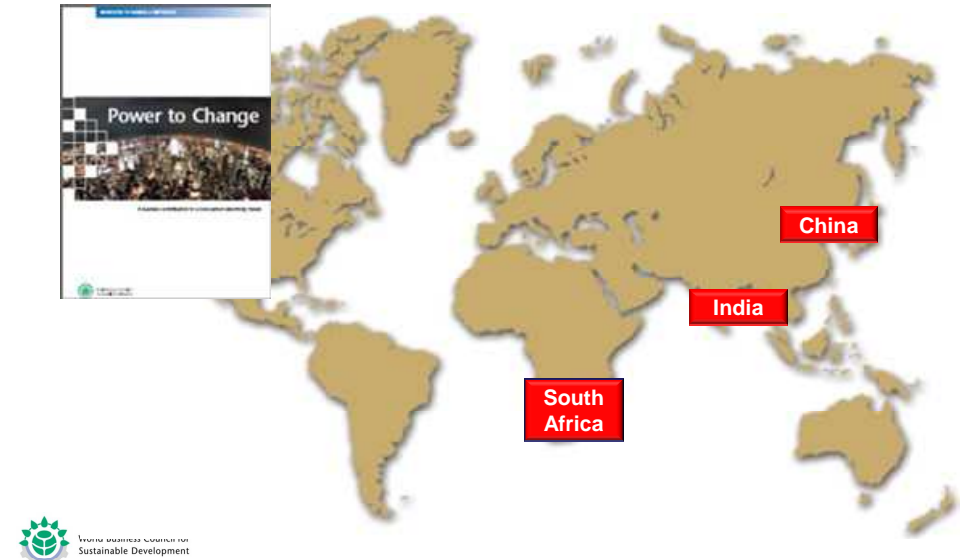 Power to Change
China
India
South
Africa
World Business Council for
Sustainable Development